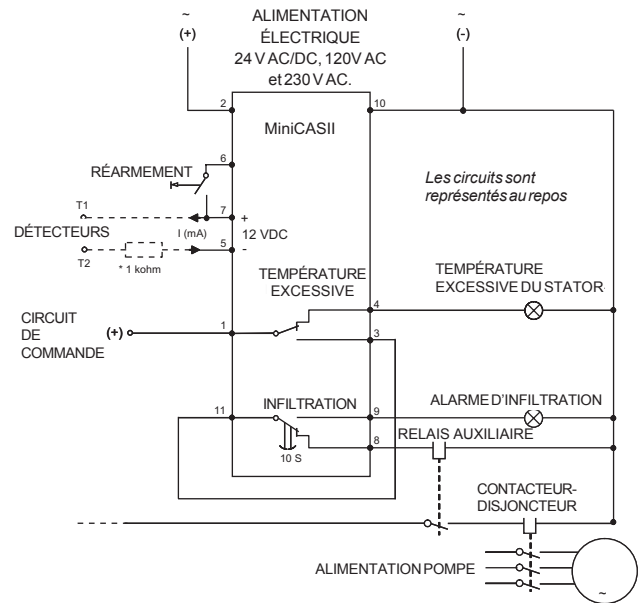 ~
(+)
ALIMENTATION
ÉLECTRIQUE
24 V AC/DC, 120V AC
et 230 V AC.
~
(-)
2
10
MiniCASII
6
RÉARMEMENT
Les circuits sont
représentés au repos
T1
7
+
DÉTECTEURS
I (mA)
12 VDC
5
-
T2
* 1 kohm
TEMPÉRATURE
EXCESSIVE
TEMPÉRATURE
EXCESSIVE DU STATOR
4
CIRCUIT
DE
COMMANDE
(+)
1
3
11
INFILTRATION
9
ALARME D'INFILTRATION
10 S
8
RELAIS AUXILIAIRE
CONTACTEUR-
DISJONCTEUR
ALIMENTATION POMPE
~